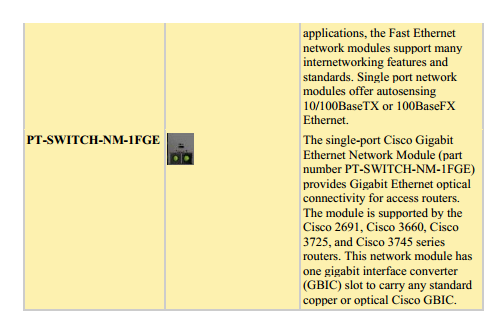 applications, the Fast Ethernet
network modules support many
internetworking features and
standards. Single port network
modules offer autosensing
10/100BaseTX or 100BaseFX
Ethernet.
PT-SWITCH-NM-1FGE
The single-port Cisco Gigabit
Ethernet Network Module (part
number PT-SWITCH-NM-1FGE)
provides Gigabit Ethernet optical
connectivity for access routers.
The module is supported by the
Cisco 2691, Cisco 3660, Cisco
3725, and Cisco 3745 series
routers. This network module has
one gigabit interface converter
(GBIC) slot to carry any standard
copper or optical Cisco GBIC.